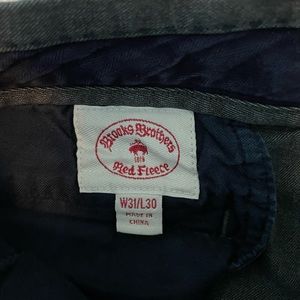 Brooks Brothers
1818
Red Fleece
W31/L30
MADE IN
CHINA